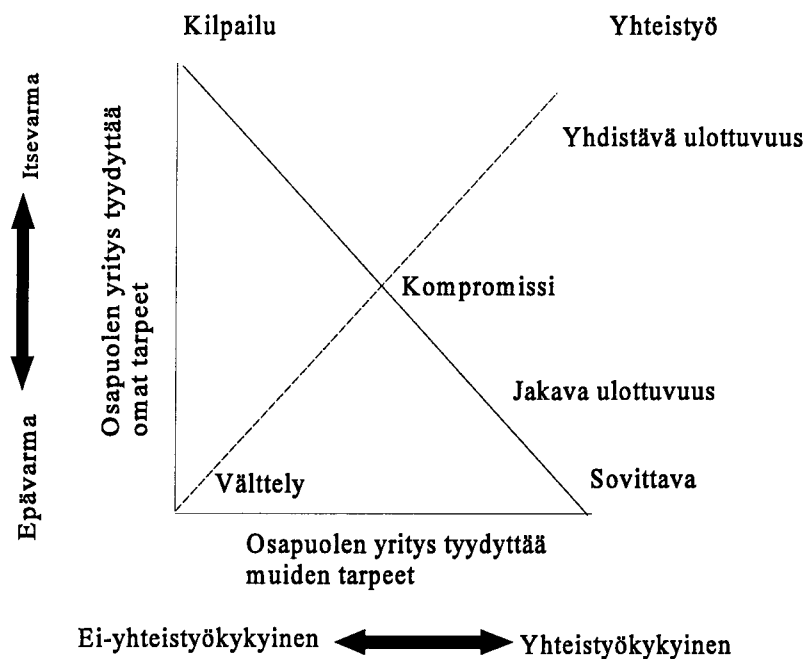 Kilpailu
Yhteistyö
Itsevarma
Epävarma
Osapuolen yritys tyydyttää
omat tarpeet
Yhdistävä ulottuvuus
Kompromissi
Jakava ulottuvuus
Välttely
Sovittava
Osapuolen yritys tyydyttää
muiden tarpeet
Ei-yhteistyökykyinen
Yhteistyökykyinen